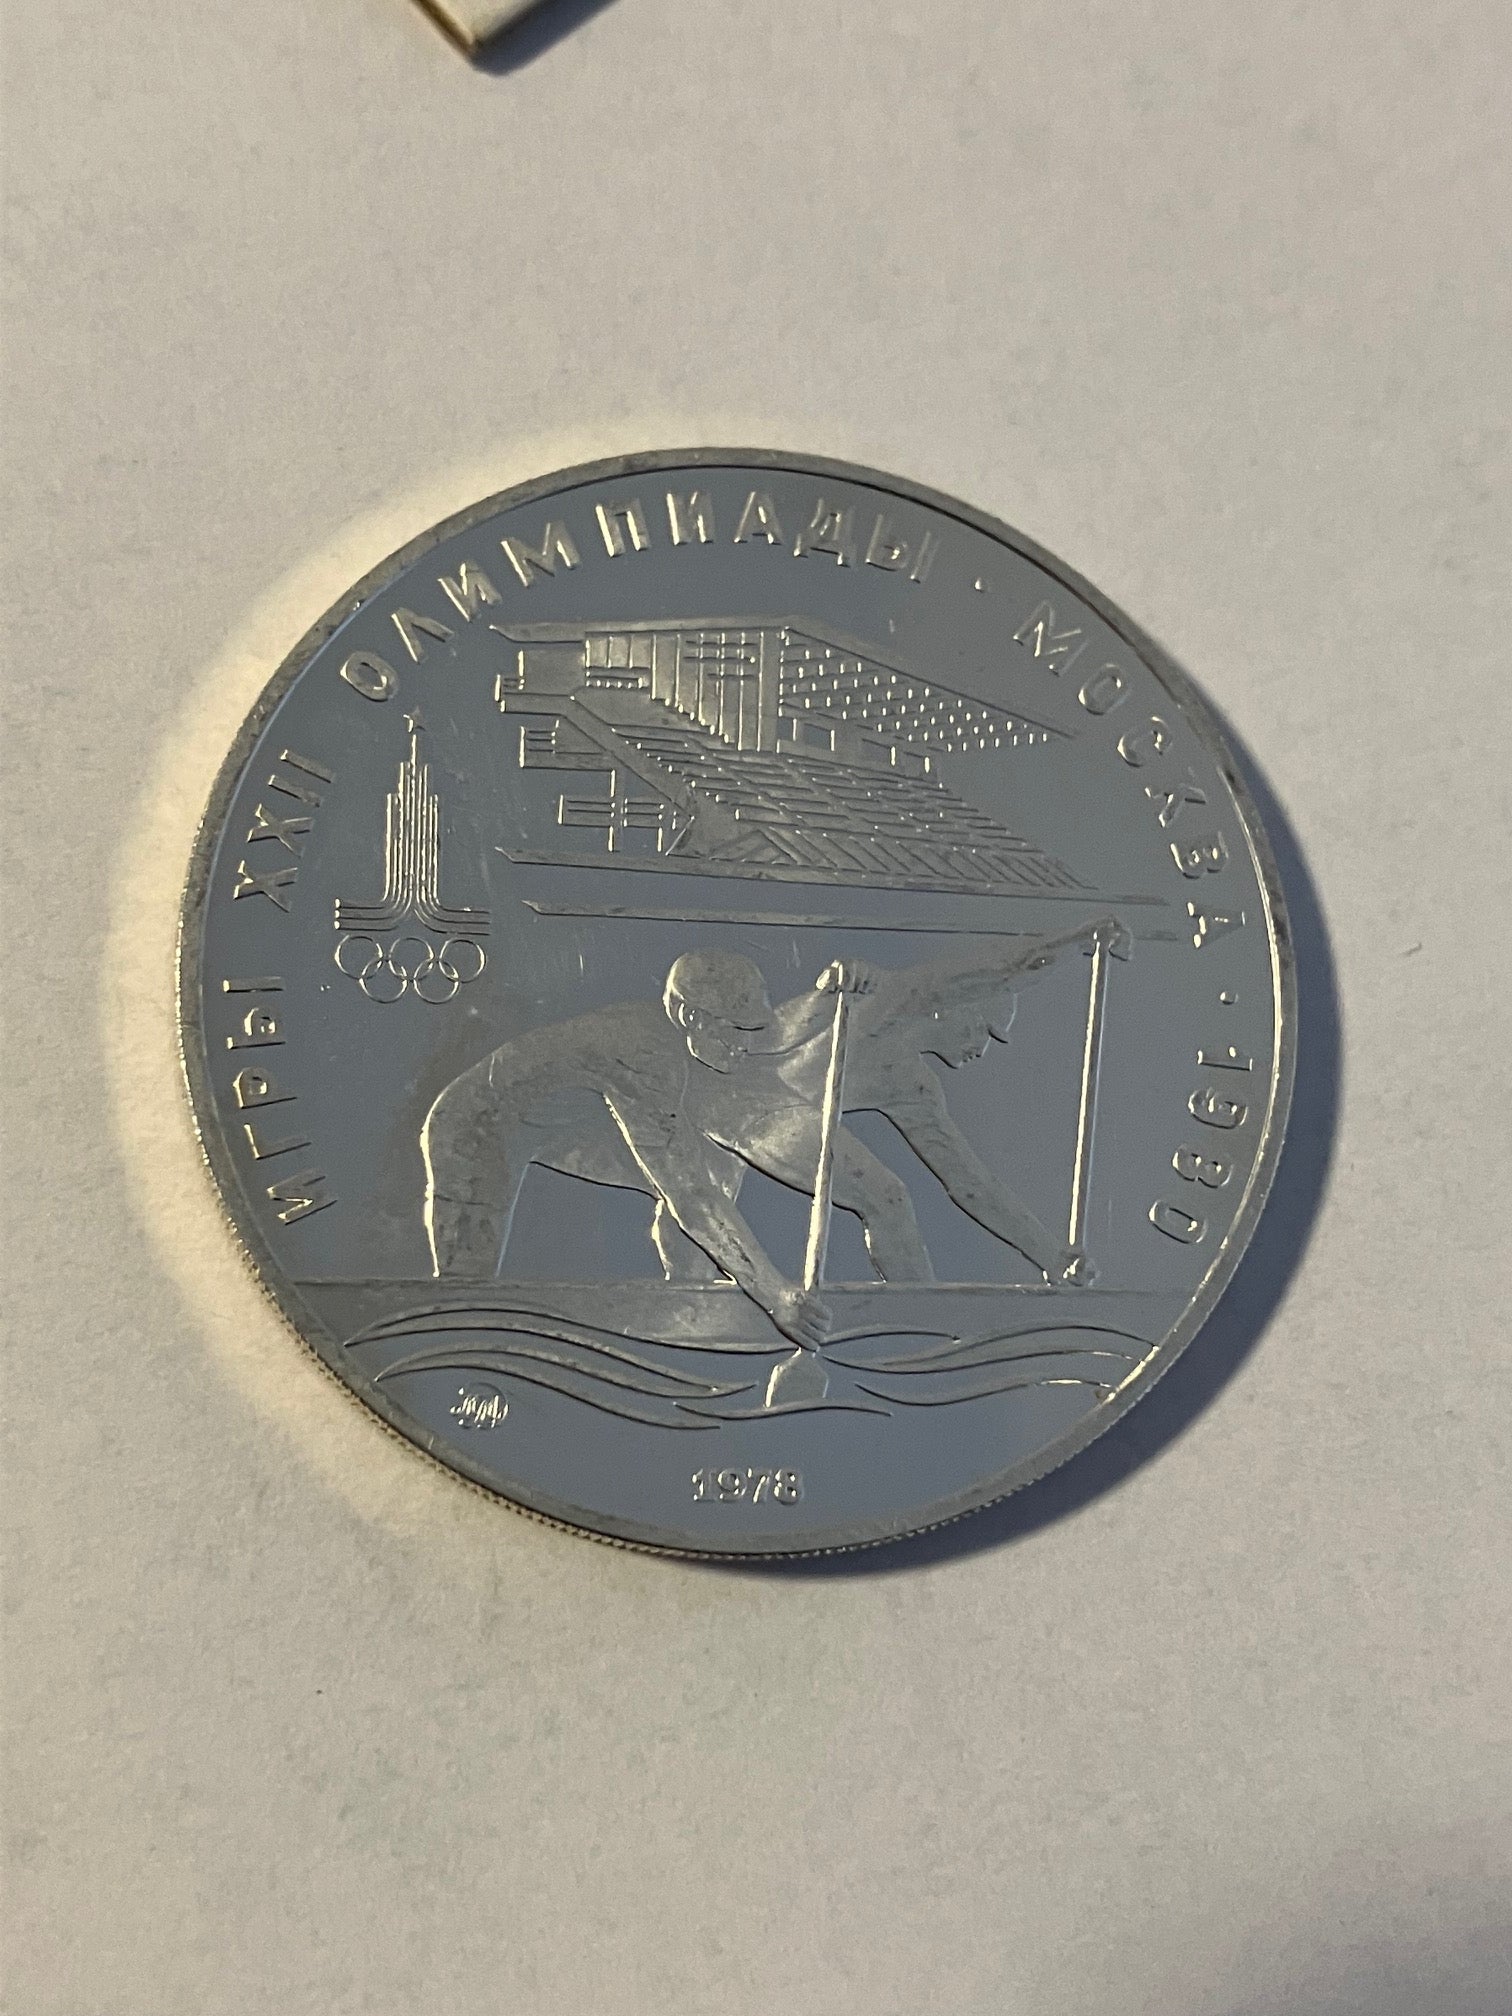 ИГРЫ XXII ОЛИМПИАДЫ · МОСКВА · 1980
1978